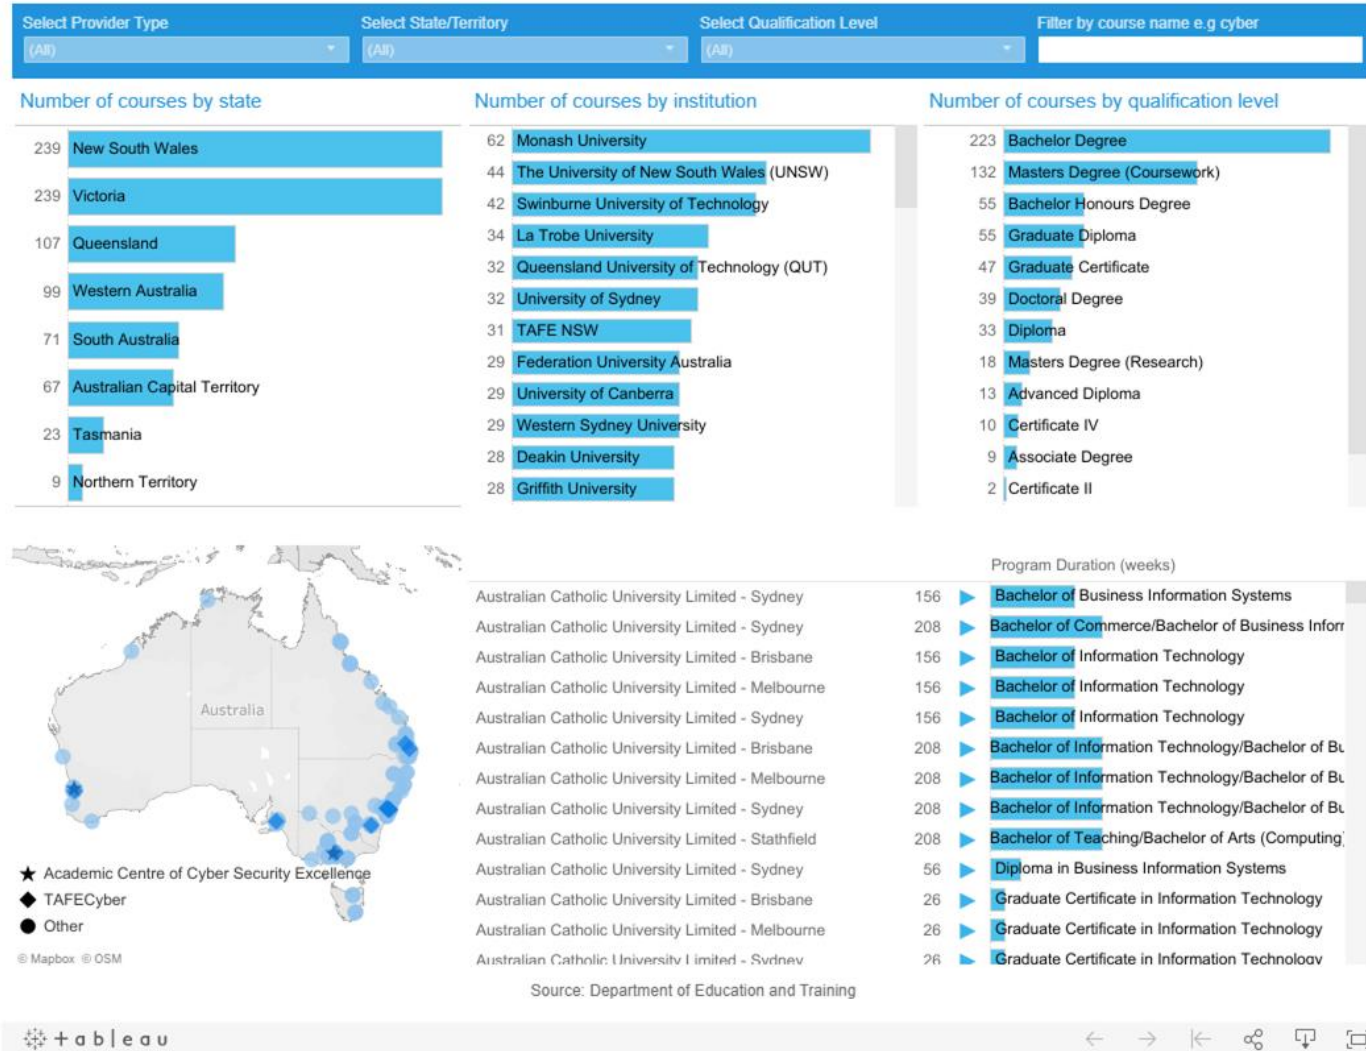 Select Provider Type
(All)
Select State/Territory
(All)
Select Qualification Level
(All)
Filter by course name e.g cyber
Number of courses by state
239 New South Wales
239 Victoria
107 Queensland
99 Western Australia
71 South Australia
67 Australian Capital Territory
23 Tasmania
9 Northern Territory
Number of courses by institution
62 Monash University
44 The University of New South Wales (UNSW)
42 Swinburne University of Technology
34 La Trobe University
32 Queensland University of Technology (QUT)
32 University of Sydney
31 TAFE NSW
29 Federation University Australia
29 University of Canberra
29 Western Sydney University
28 Deakin University
28 Griffith University
Number of courses by qualification level
223 Bachelor Degree
132 Masters Degree (Coursework)
55 Bachelor Honours Degree
55 Graduate Diploma
47 Graduate Certificate
39 Doctoral Degree
33 Diploma
18 Masters Degree (Research)
13 Advanced Diploma
10 Certificate IV
9 Associate Degree
2 Certificate II
Australia
★ Academic Centre of Cyber Security Excellence
◆ TAFECyber
● Other
© Mapbox © OSM
Program Duration (weeks)
Australian Catholic University Limited - Sydney 156 ▶ Bachelor of Business Information Systems
Australian Catholic University Limited - Sydney 208 ▶ Bachelor of Commerce/Bachelor of Business Inforr
Australian Catholic University Limited - Brisbane 156 ▶ Bachelor of Information Technology
Australian Catholic University Limited - Melbourne 156 ▶ Bachelor of Information Technology
Australian Catholic University Limited - Sydney 156 ▶ Bachelor of Information Technology
Australian Catholic University Limited - Brisbane 208 ▶ Bachelor of Information Technology/Bachelor of Bu
Australian Catholic University Limited - Melbourne 208 ▶ Bachelor of Information Technology/Bachelor of Bu
Australian Catholic University Limited - Sydney 208 ▶ Bachelor of Information Technology/Bachelor of Bu
Australian Catholic University Limited - Stathfield 208 ▶ Bachelor of Teaching/Bachelor of Arts (Computing)
Australian Catholic University Limited - Sydney 56 ▶ Diploma in Business Information Systems
Australian Catholic University Limited - Brisbane 26 ▶ Graduate Certificate in Information Technology
Australian Catholic University Limited - Melbourne 26 ▶ Graduate Certificate in Information Technology
Australian Catholic University Limited - Sydney 26 ▶ Graduate Certificate in Information Technology
Source: Department of Education and Training
+ a b l e a u